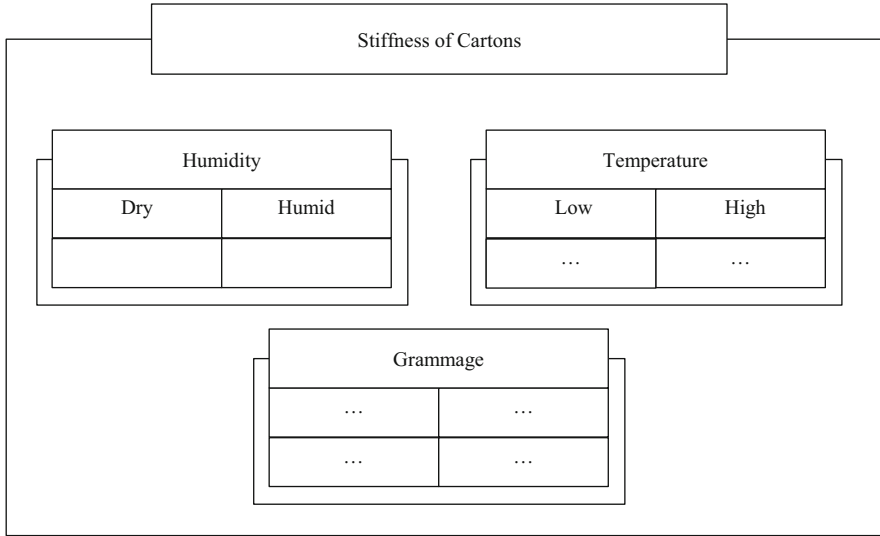 Stiffness of Cartons
Humidity
Dry Humid
Temperature
Low High
… …
Grammage
… …
… …